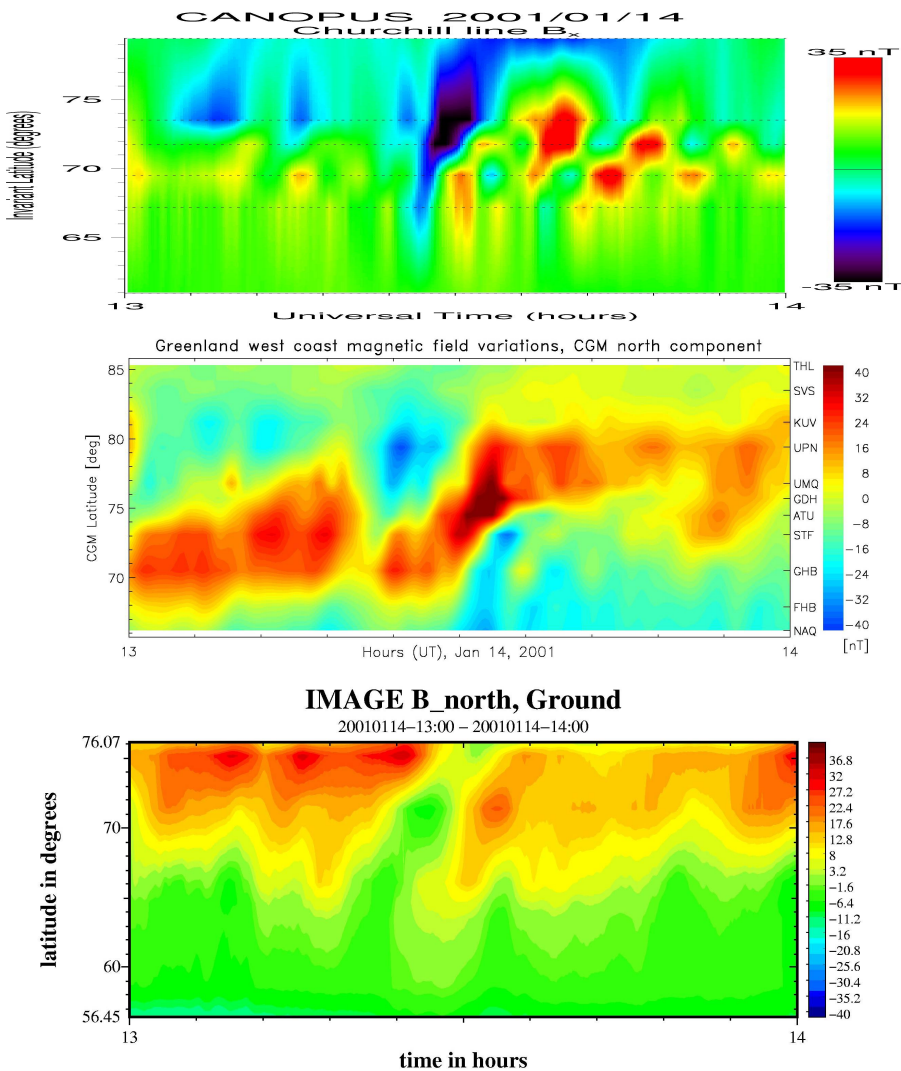 CANOPUS 2001/01/14
Churchill line Bx
35 nT
75
70
65
Invariant Latitude (degrees)
-35 nT
13
14
Universal Time (hours)
Greenland west coast magnetic field variations, CGM north component
85
80
75
70
CGM Latitude [deg]
THL
SVS
KUV
UPN
UMQ
GDH
ATU
STF
GHB
FHB
NAQ
40
32
24
16
8
0
-8
-16
-24
-32
-40
[nT]
13
Hours (UT), Jan 14, 2001
14
IMAGE B_north, Ground
20010114–13:00 – 20010114–14:00
76.07
70
60
56.45
latitude in degrees
36.8
32
27.2
22.4
17.6
12.8
8
3.2
−1.6
−6.4
−11.2
−16
−20.8
−25.6
−30.4
−35.2
−40
13
14
time in hours